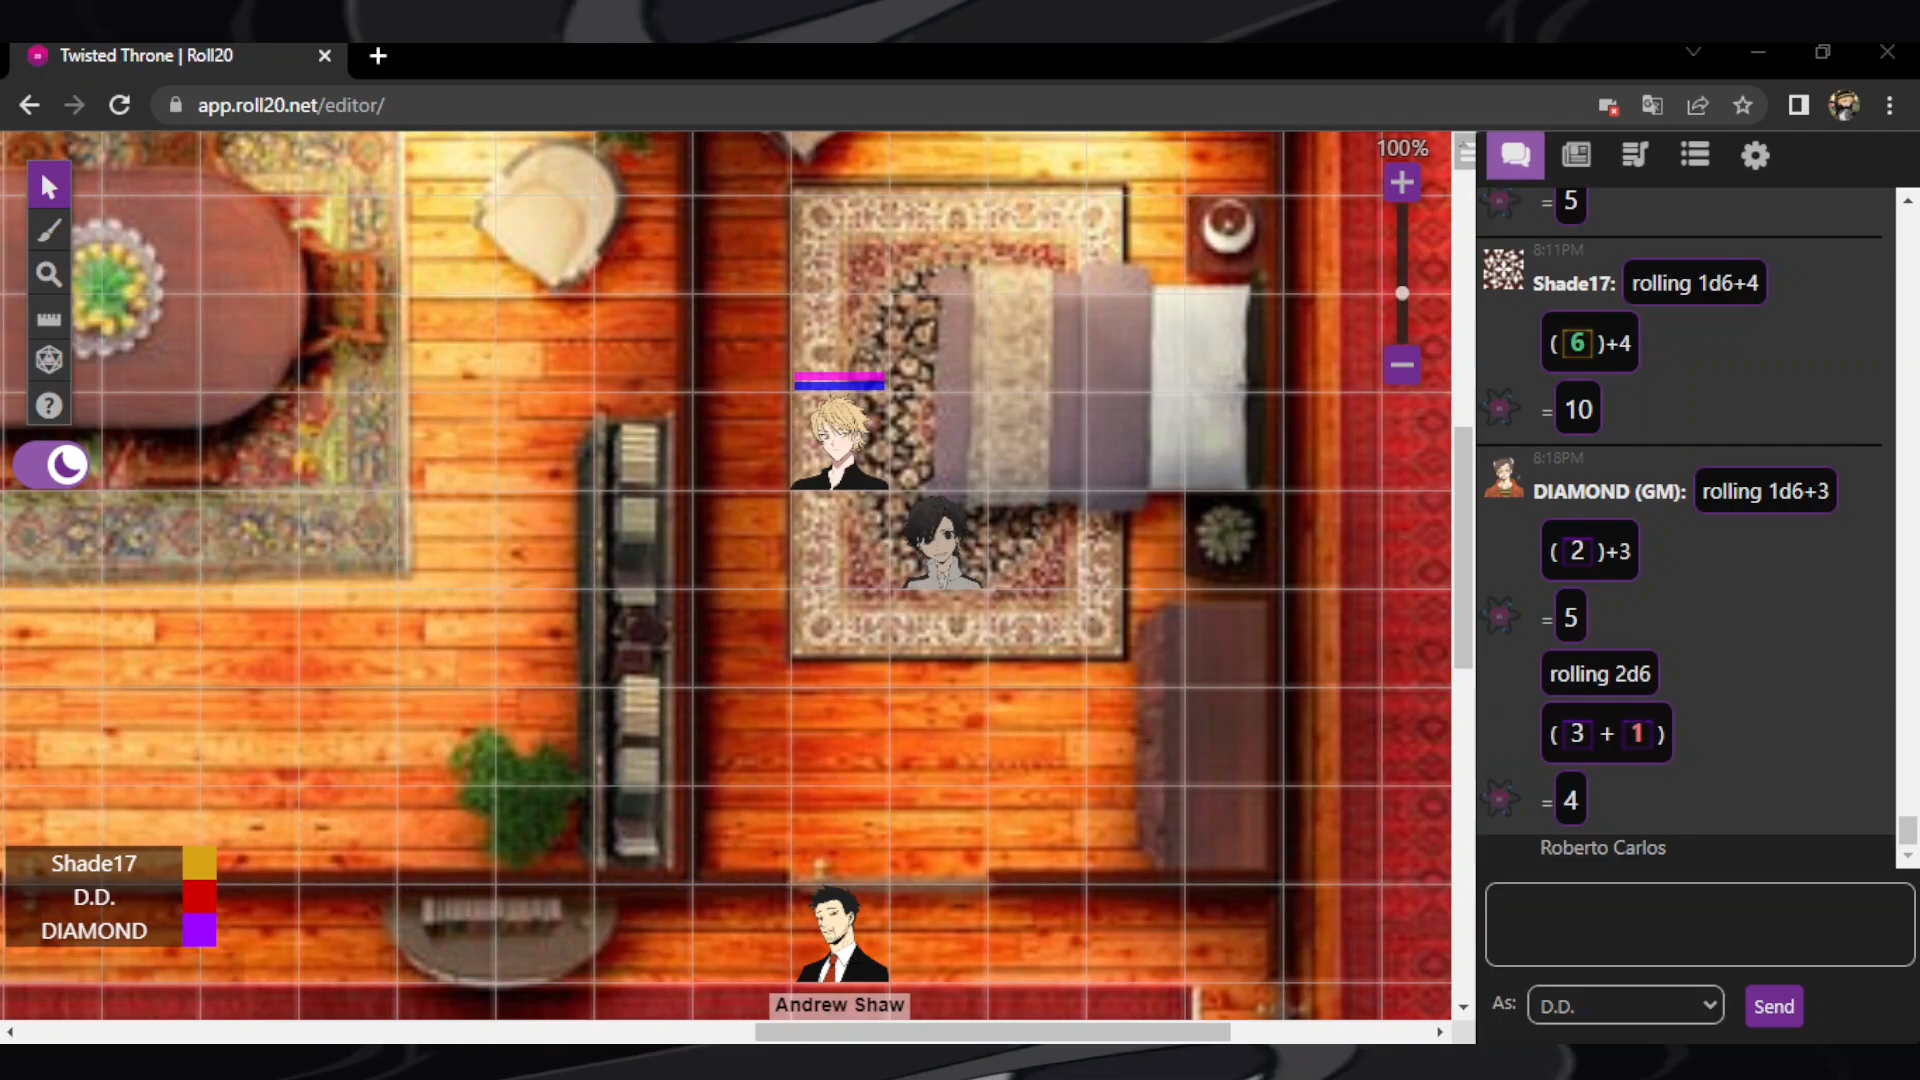 Twisted Throne | Roll20
app.roll20.net/editor/
100%
= 5
8:11PM
Shade17: rolling 1d6+4
( 6 )+4
= 10
8:18PM
DIAMOND (GM): rolling 1d6+3
( 2 )+3
= 5
rolling 2d6
( 3 + 1 )
= 4
Roberto Carlos
Shade17
D.D.
DIAMOND
Andrew Shaw
As: D.D. Send